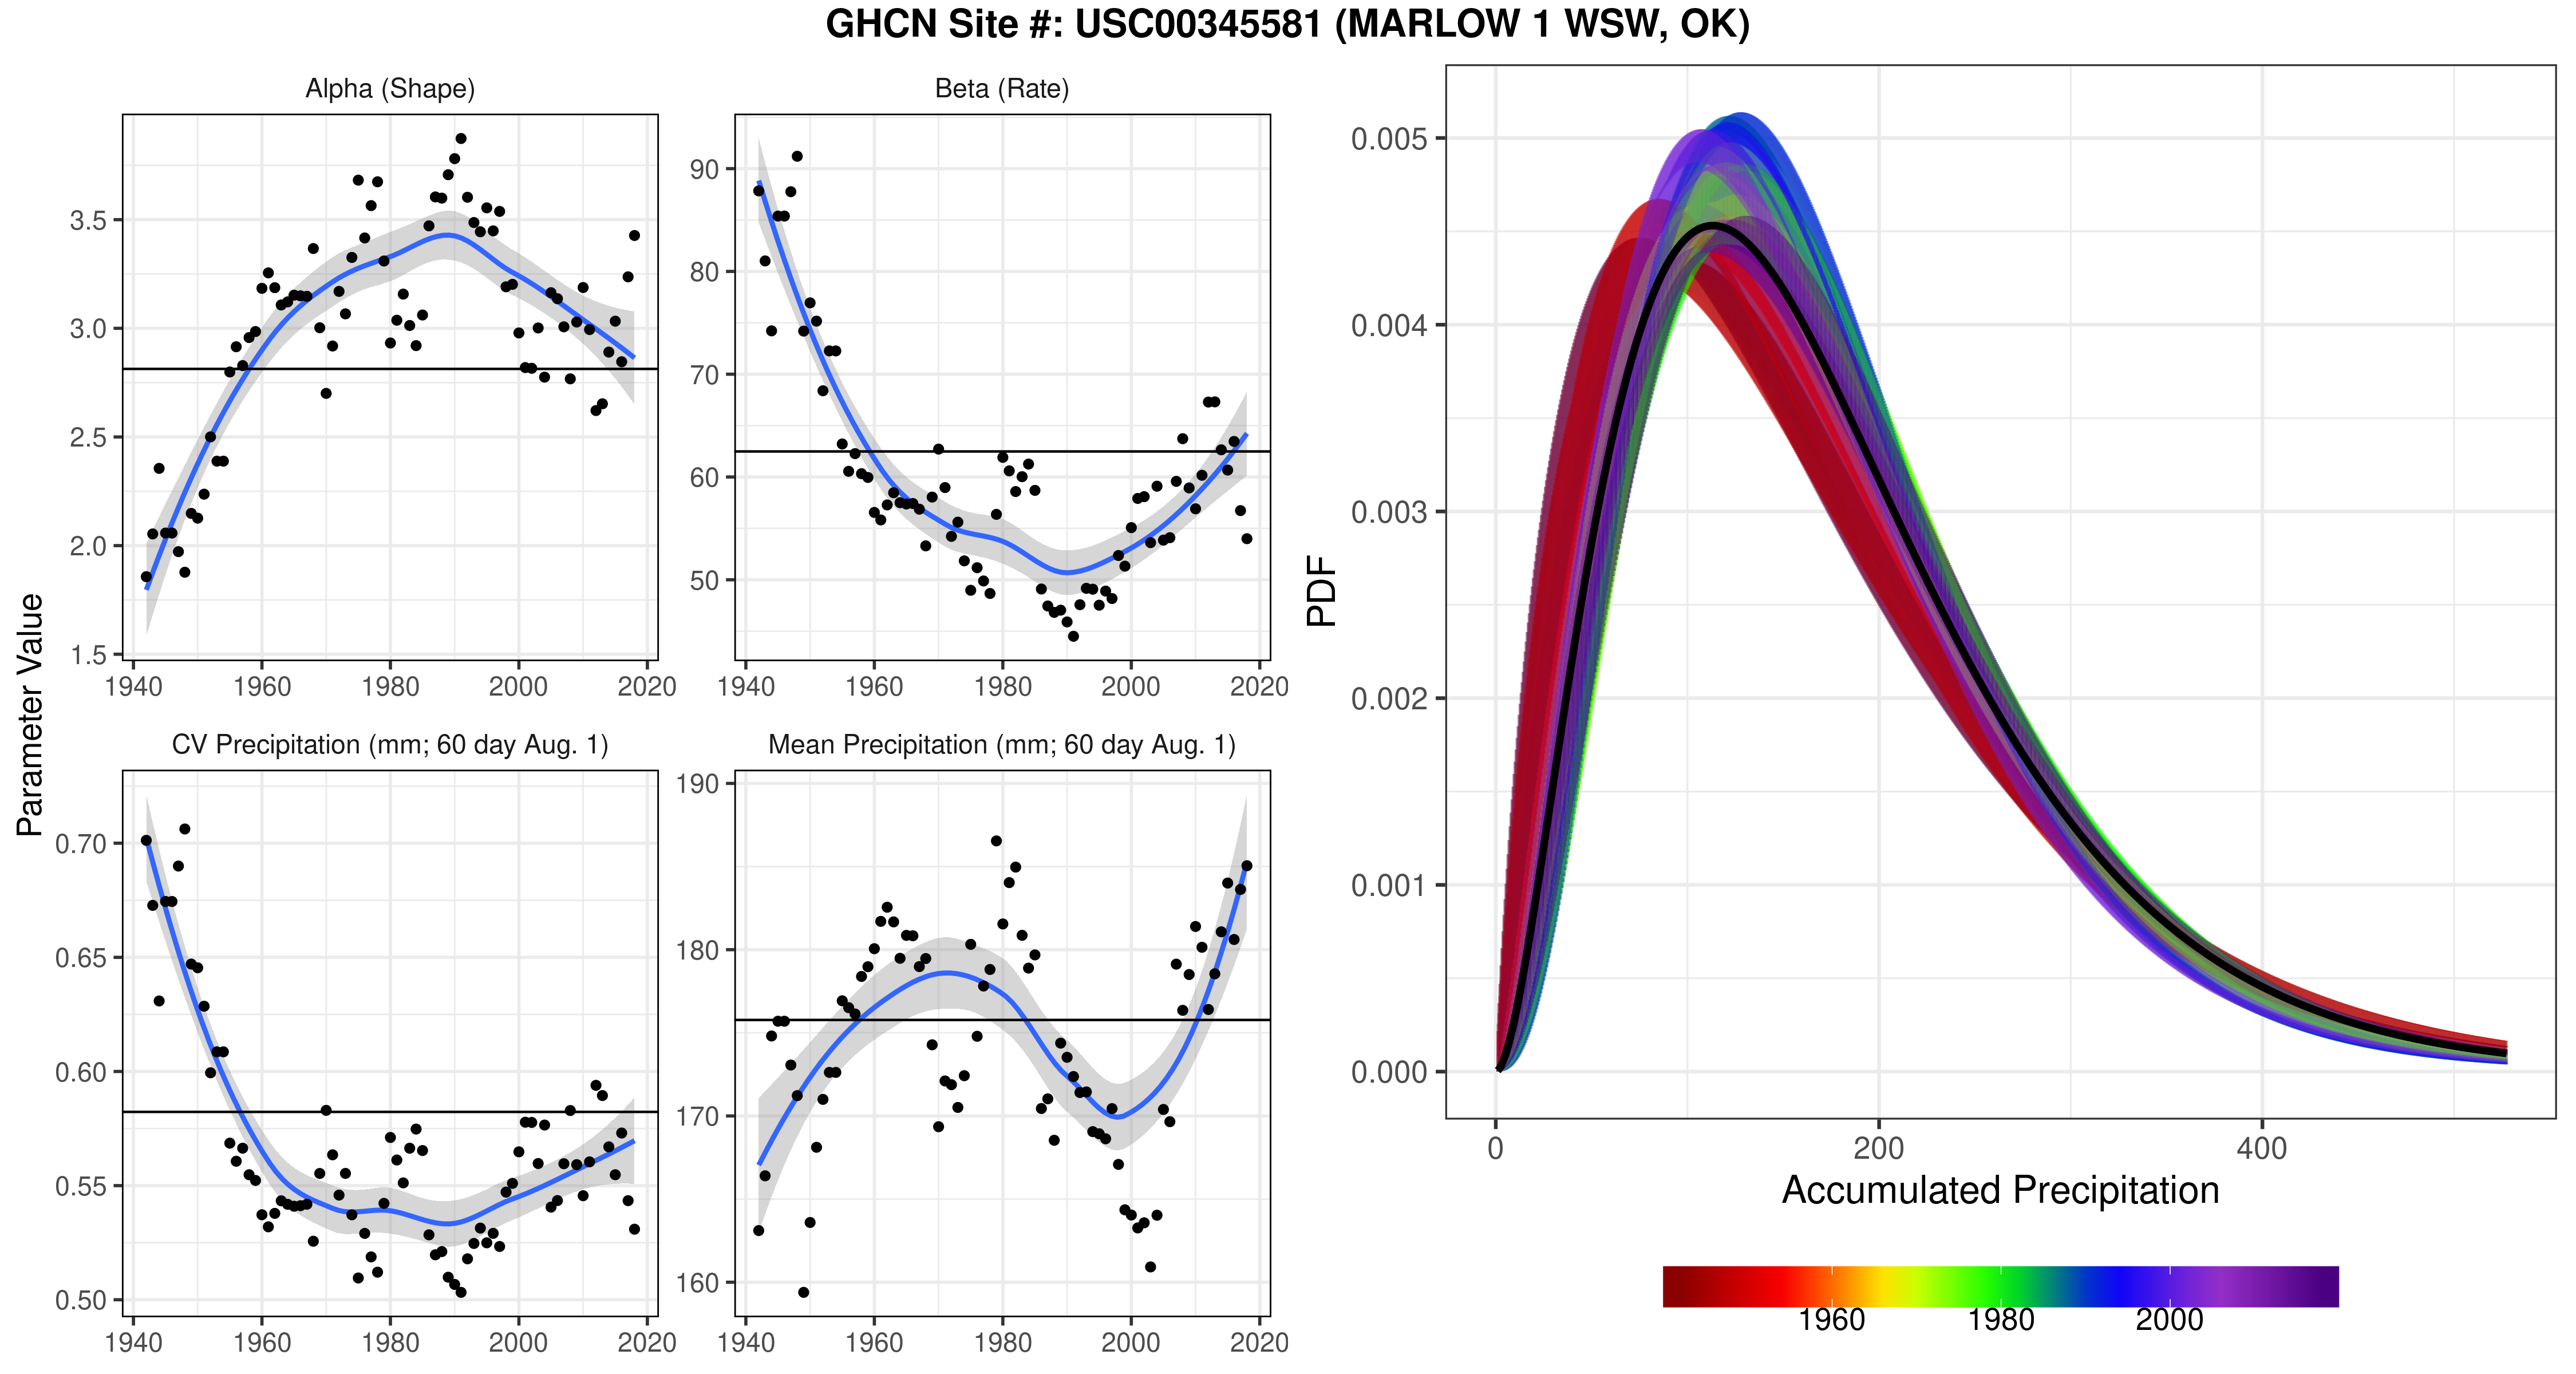 GHCN Site #: USC00345581 (MARLOW 1 WSW, OK)
Parameter Value
Alpha (Shape)
3.5
3.0
2.5
2.0
1.5
1940 1960 1980 2000 2020
Beta (Rate)
90
80
70
60
50
1940 1960 1980 2000 2020
CV Precipitation (mm; 60 day Aug. 1)
0.70
0.65
0.60
0.55
0.50
1940 1960 1980 2000 2020
Mean Precipitation (mm; 60 day Aug. 1)
190
180
170
160
1940 1960 1980 2000 2020
PDF
0.005
0.004
0.003
0.002
0.001
0.000
0 200 400
Accumulated Precipitation
1960 1980 2000